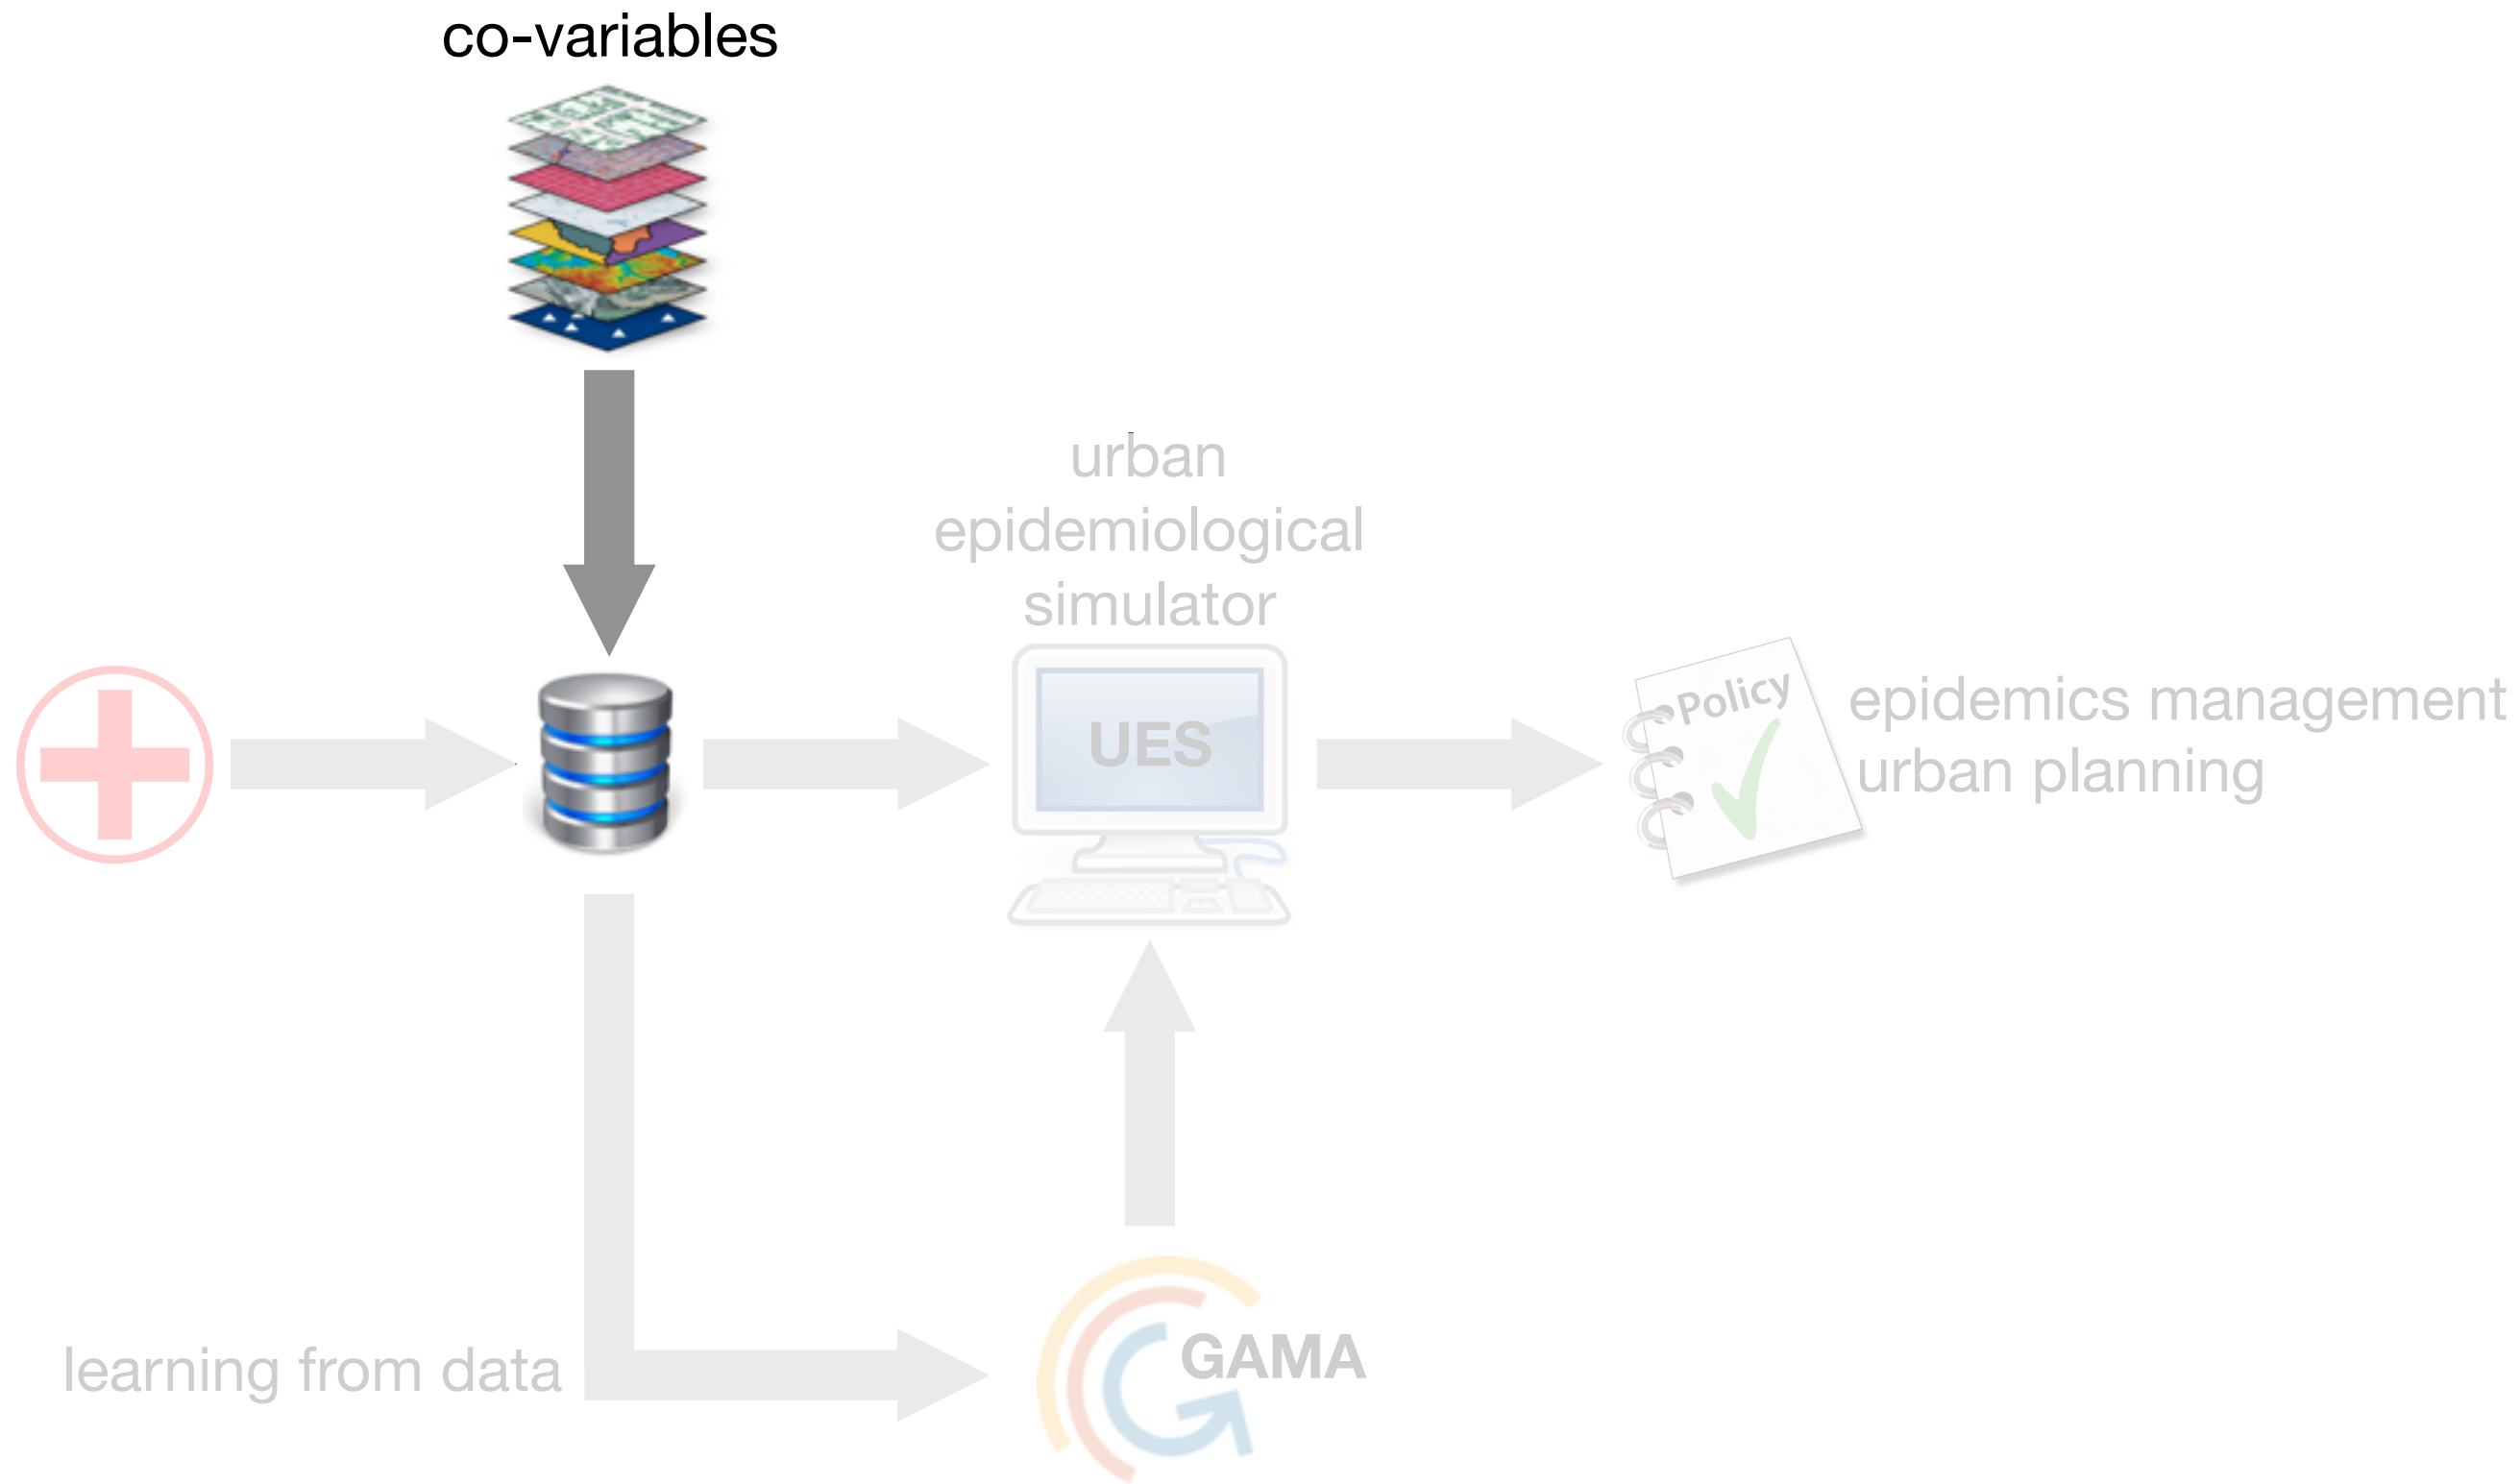 co-variables
urban
epidemiological
simulator
UES
Policy
epidemics management
urban planning
learning from data
GAMA